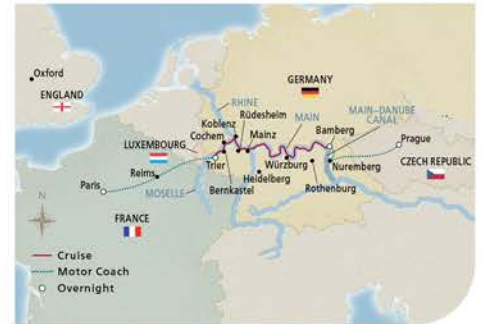 Oxford
ENGLAND
GERMANY
RHINE
MAIN–DANUBE
CANAL
Koblenz
Rüdesheim
MAIN
Cochem
Mainz
Bamberg
Prague
LUXEMBOURG
Trier
Würzburg
Nuremberg
CZECH REPUBLIC
Reims
Heidelberg
Paris
MOSELLE
Bernkastel
Rothenburg
N
FRANCE
Cruise
Motor Coach
Overnight